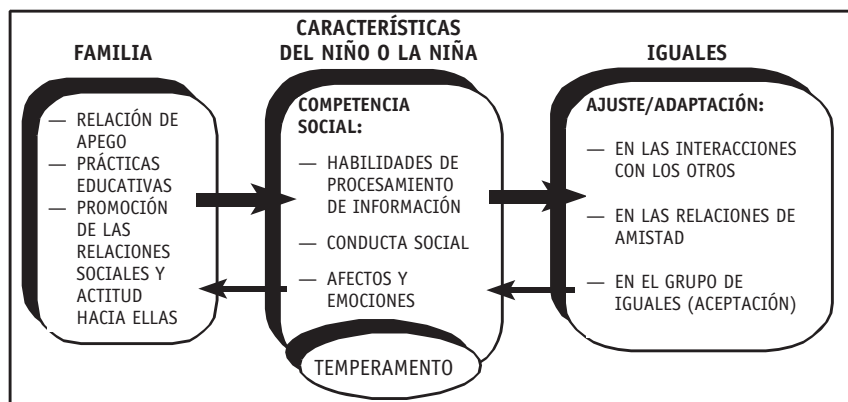 FAMILIA
— RELACIÓN DE
APEGO
— PRÁCTICAS
EDUCATIVAS
— PROMOCIÓN
DE LAS
RELACIONES
SOCIALES Y
ACTITUD
HACIA ELLAS
CARACTERÍSTICAS
DEL NIÑO O LA NIÑA
COMPETENCIA
SOCIAL:
— HABILIDADES DE
PROCESAMIENTO
DE INFORMACIÓN
— CONDUCTA SOCIAL
— AFECTOS Y
EMOCIONES
TEMPERAMENTO
IGUALES
AJUSTE/ADAPTACIÓN:
— EN LAS INTERACCIONES
CON LOS OTROS
— EN LAS RELACIONES DE
AMISTAD
— EN EL GRUPO DE
IGUALES (ACEPTACIÓN)